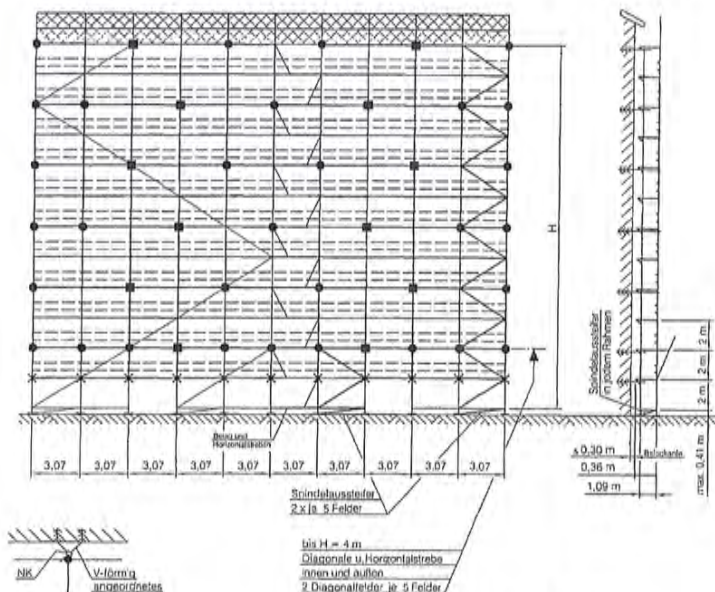 H
Spindelaussteifer
in jedem Rahmen
2 m
2 m
2 m
max. 0,41 m
Belag und
Horizontalstreben
3,07 3,07 3,07 3,07 3,07 3,07 3,07 3,07 3,07 3,07
≤ 0,30 m
0,36 m
1,09 m
Spindelaussteifer
2 x je 5 Felder
bis H = 4 m
Diagonale u. Horizontalstrebe
innen und außen
2 Diagonalfelder je 5 Felder
NK
V-förmig
angeordnetes